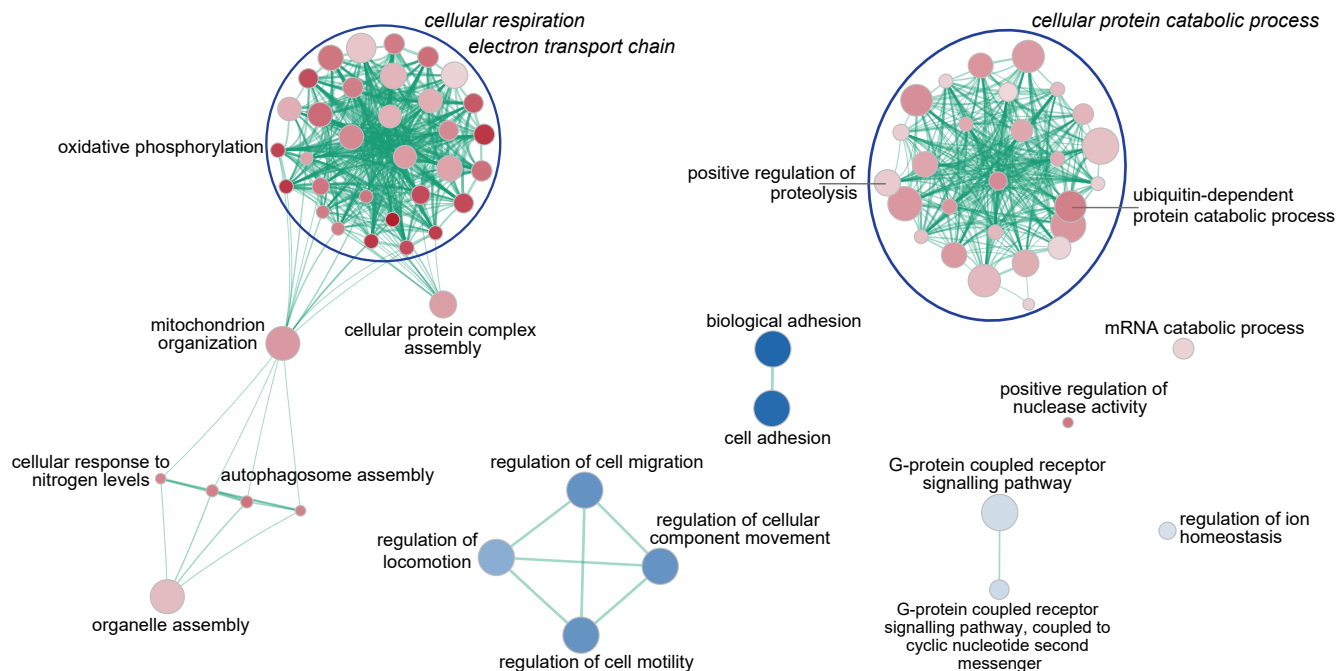 cellular respiration
electron transport chain
cellular protein catabolic process
oxidative phosphorylation
positive regulation of
proteolysis
ubiquitin-dependent
protein catabolic process
mitochondrion
organization
cellular protein complex
assembly
biological adhesion
cell adhesion
mRNA catabolic process
positive regulation of
nuclease activity
cellular response to
nitrogen levels
autophagosome assembly
organelle assembly
regulation of cell migration
regulation of
locomotion
regulation of cellular
component movement
regulation of cell motility
G-protein coupled receptor
signalling pathway
regulation of ion
homeostasis
G-protein coupled receptor
signalling pathway, coupled to
cyclic nucleotide second
messenger